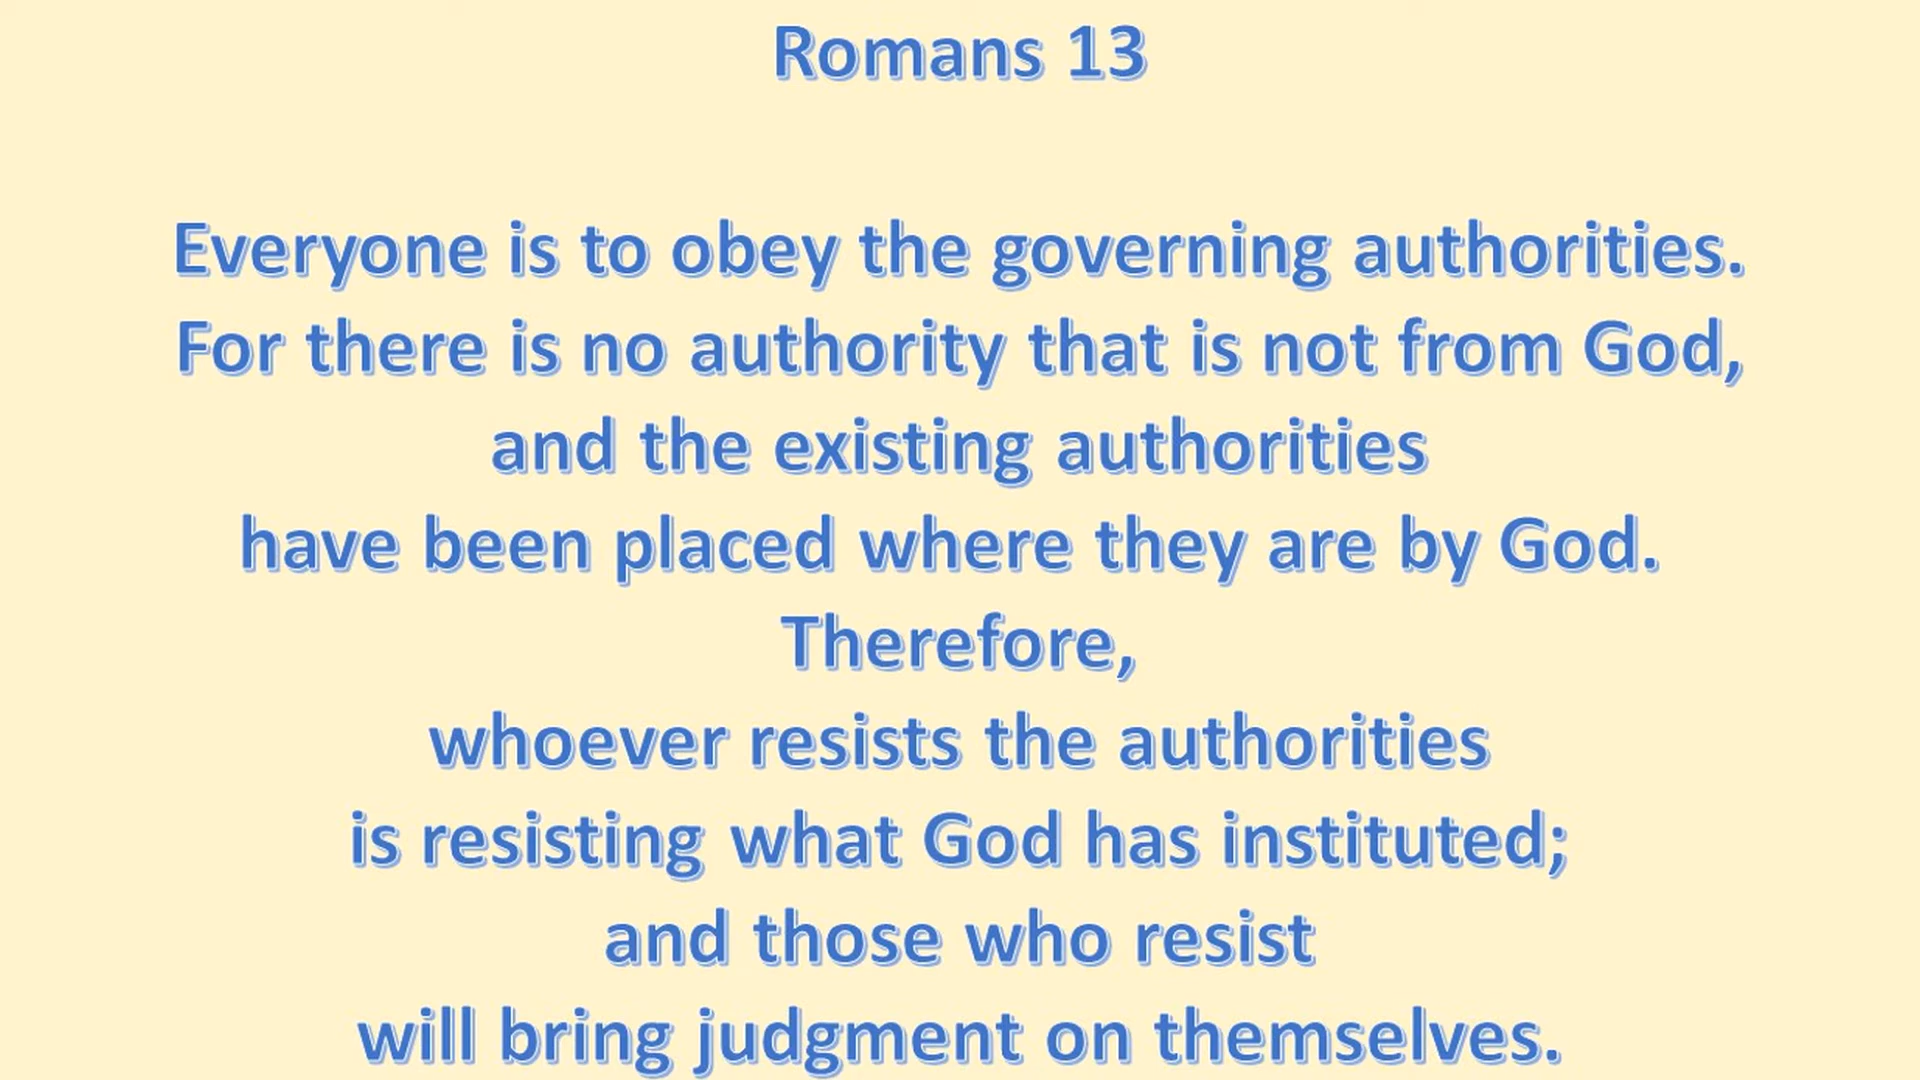 Romans 13
Everyone is to obey the governing authorities.
For there is no authority that is not from God,
and the existing authorities
have been placed where they are by God.
Therefore,
whoever resists the authorities
is resisting what God has instituted;
and those who resist
will bring judgment on themselves.